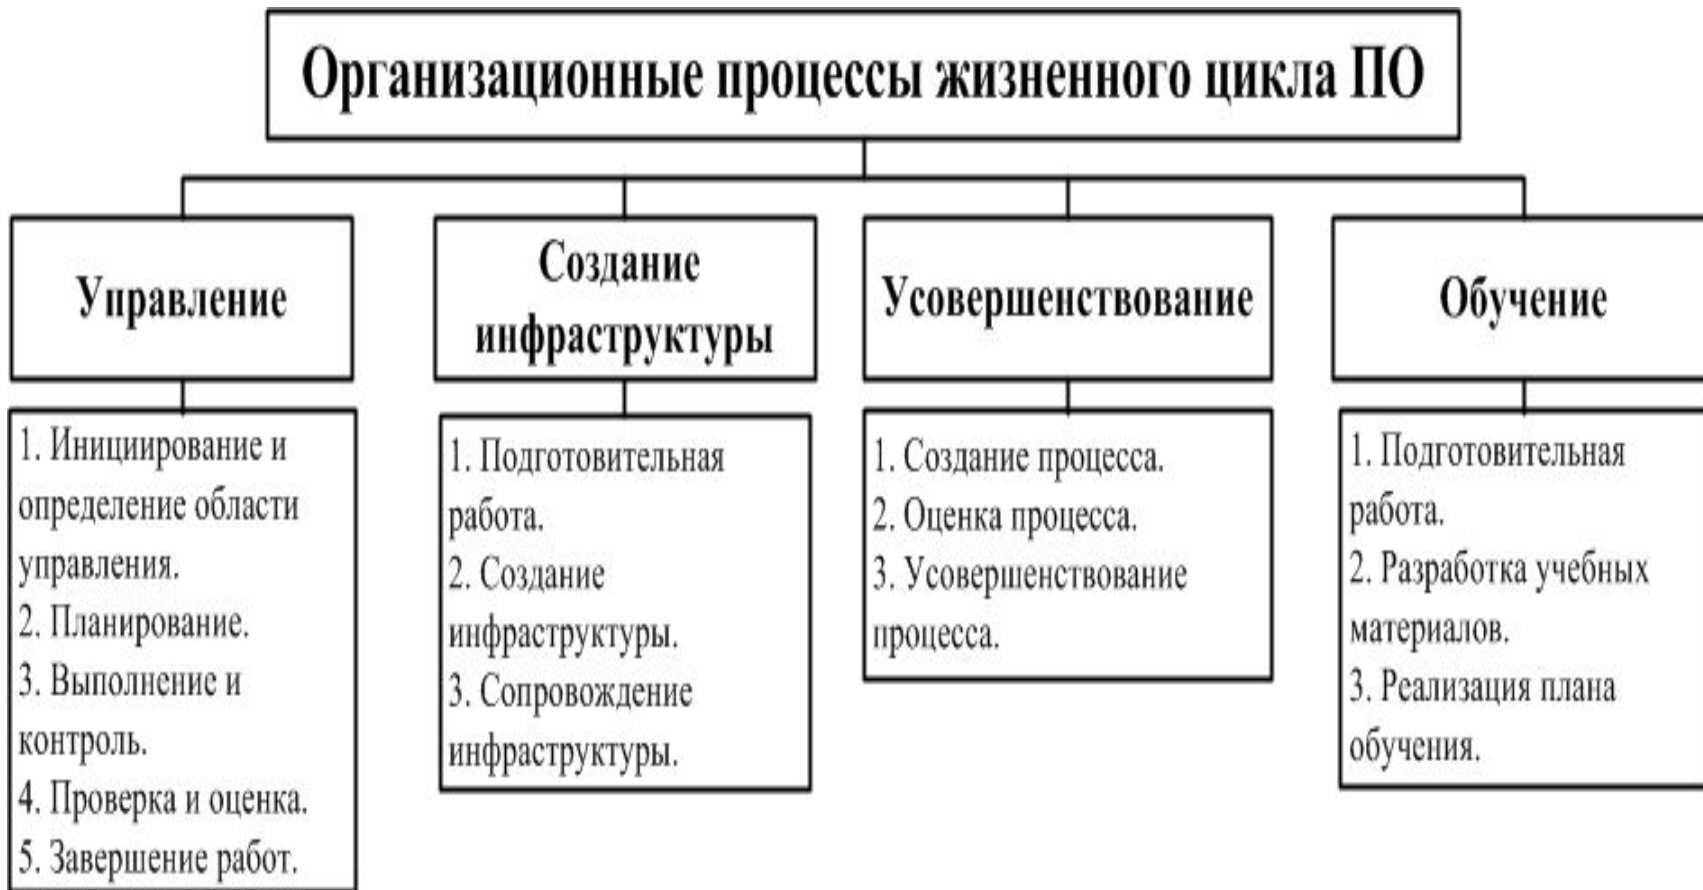 Организационные процессы жизненного цикла ПО
Управление
1. Инициирование и
определение области
управления.
2. Планирование.
3. Выполнение и
контроль.
4. Проверка и оценка.
5. Завершение работ.
Создание
инфраструктуры
1. Подготовительная
работа.
2. Создание
инфраструктуры.
3. Сопровождение
инфраструктуры.
Усовершенствование
1. Создание процесса.
2. Оценка процесса.
3. Усовершенствование
процесса.
Обучение
1. Подготовительная
работа.
2. Разработка учебных
материалов.
3. Реализация плана
обучения.